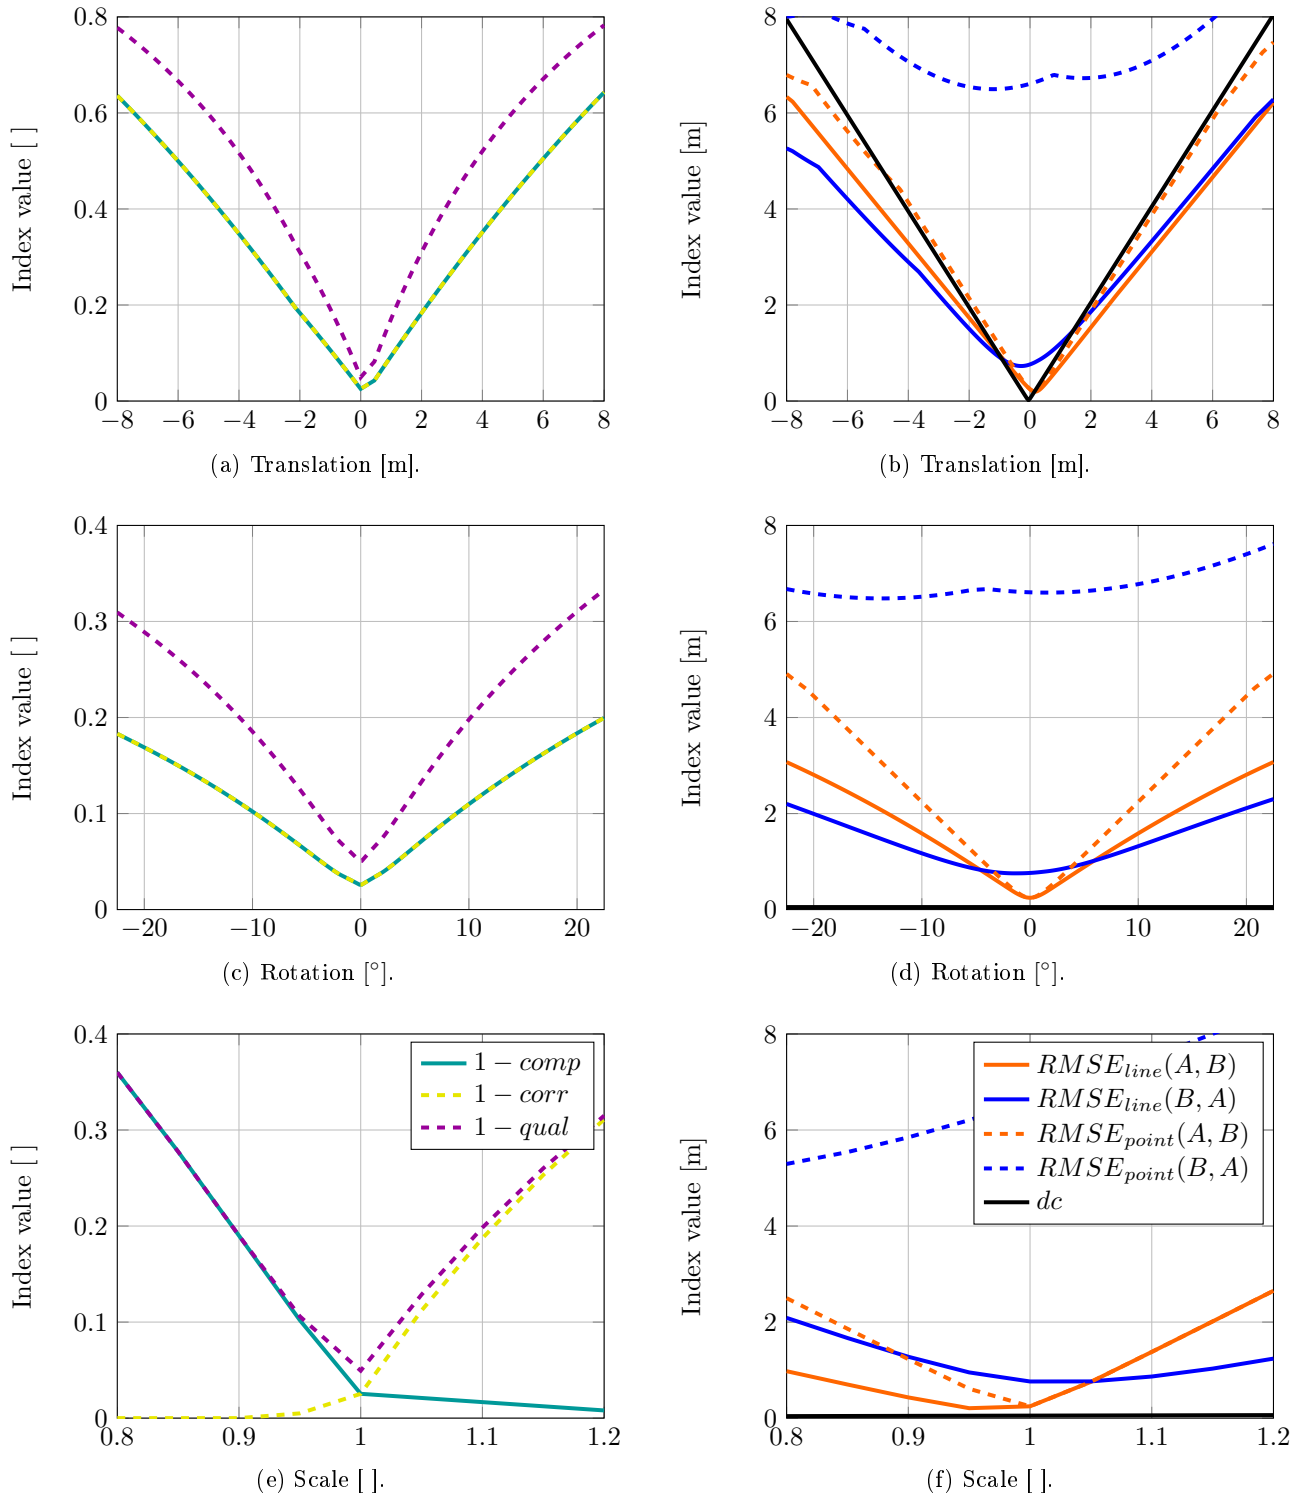 0.8
0.6
0.4
0.2
0
Index value [ ]
−8 −6 −4 −2 0 2 4 6 8
(a) Translation [m].
8
6
4
2
0
Index value [m]
−8 −6 −4 −2 0 2 4 6 8
(b) Translation [m].
0.4
0.3
0.2
0.1
0
Index value [ ]
−20 −10 0 10 20
(c) Rotation [°].
8
6
4
2
0
Index value [m]
−20 −10 0 10 20
(d) Rotation [°].
0.4
0.3
0.2
0.1
0
Index value [ ]
1 − comp
1 − corr
1 − qual
0.8 0.9 1 1.1 1.2
(e) Scale [ ].
8
6
4
2
0
Index value [m]
RMSE_line(A, B)
RMSE_line(B, A)
RMSE_point(A, B)
RMSE_point(B, A)
dc
0.8 0.9 1 1.1 1.2
(f) Scale [ ].